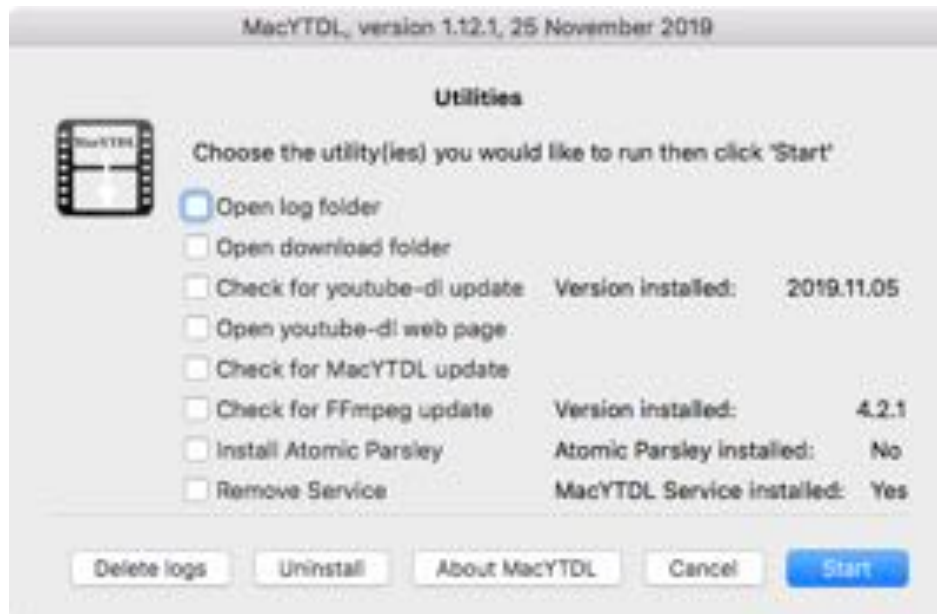 MacYTDL, version 1.12.1, 25 November 2019
Utilities
MacYTDL
Choose the utility(ies) you would like to run then click 'Start'
Open log folder
Open download folder
Check for youtube-dl update Version installed: 2019.11.05
Open youtube-dl web page
Check for MacYTDL update
Check for FFmpeg update Version installed: 4.2.1
Install Atomic Parsley Atomic Parsley installed: No
Remove Service MacYTDL Service installed: Yes
Delete logs Uninstall About MacYTDL Cancel Start